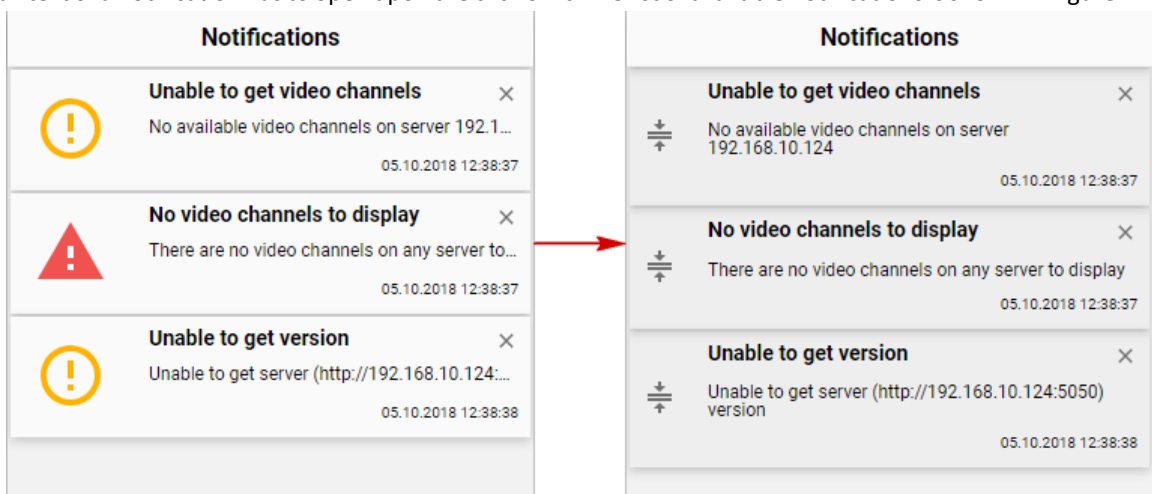 Notifications
Unable to get video channels
No available video channels on server 192.1...
05.10.2018 12:38:37
No video channels to display
There are no video channels on any server to...
05.10.2018 12:38:37
Unable to get version
Unable to get server (http://192.168.10.124:...
05.10.2018 12:38:38
Notifications
Unable to get video channels
No available video channels on server
192.168.10.124
05.10.2018 12:38:37
No video channels to display
There are no video channels on any server to display
05.10.2018 12:38:37
Unable to get version
Unable to get server (http://192.168.10.124:5050)
version
05.10.2018 12:38:38